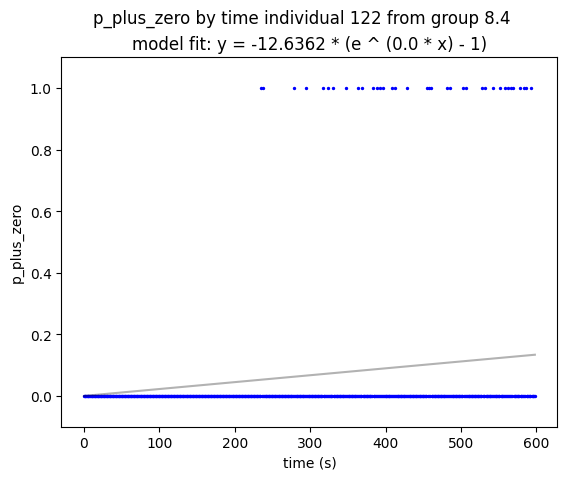 p_plus_zero by time individual 122 from group 8.4
model fit: y = -12.6362 * (e ^ (0.0 * x) - 1)
1.0
0.8
0.6
0.4
0.2
0.0
p_plus_zero
0 100 200 300 400 500 600
time (s)